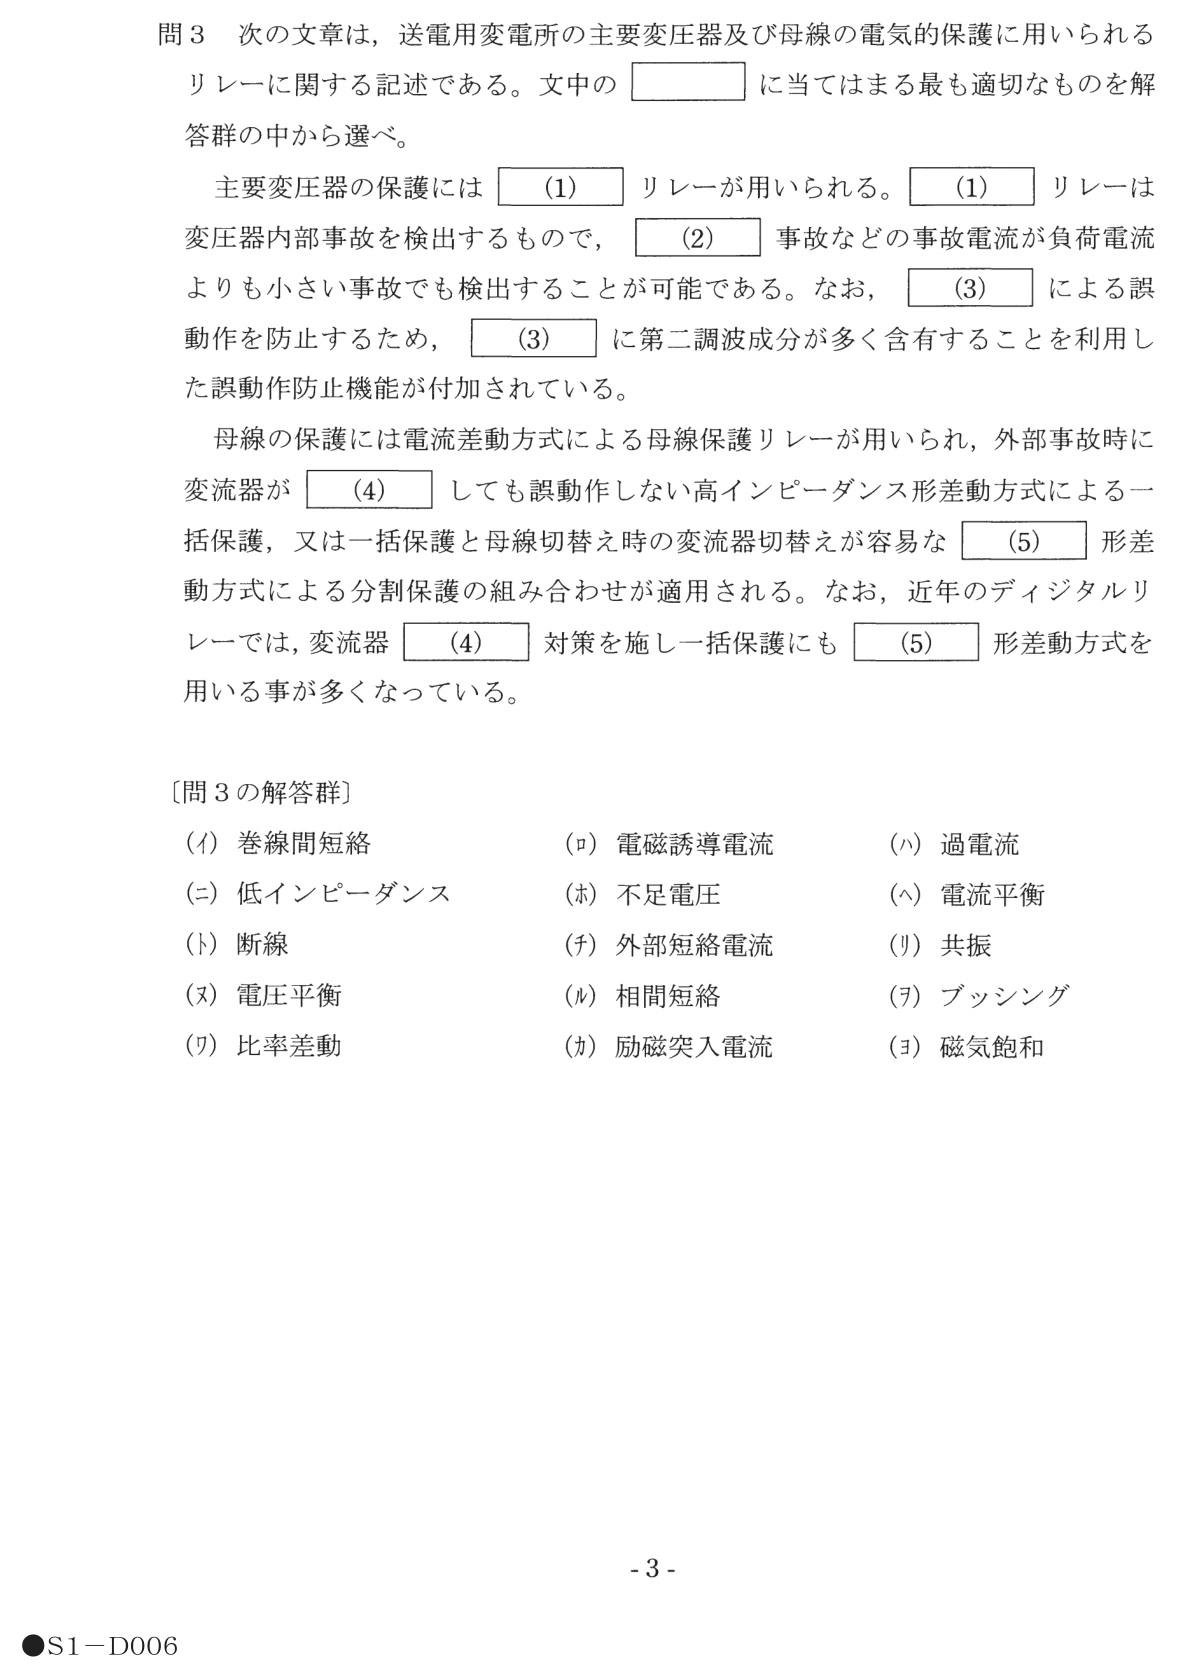 問3　次の文章は，送電用変電所の主要変圧器及び母線の電気的保護に用いられる
リレーに関する記述である。文中の　　　　に当てはまる最も適切なものを解
答群の中から選べ。
主要変圧器の保護には (1) リレーが用いられる。 (1) リレーは
変圧器内部事故を検出するもので， (2) 事故などの事故電流が負荷電流
よりも小さい事故でも検出することが可能である。なお， (3) による誤
動作を防止するため， (3) に第二調波成分が多く含有することを利用し
た誤動作防止機能が付加されている。
母線の保護には電流差動方式による母線保護リレーが用いられ，外部事故時に
変流器が (4) しても誤動作しない高インピーダンス形差動方式による一
括保護，又は一括保護と母線切替え時の変流器切替えが容易な (5) 形差
動方式による分割保護の組み合わせが適用される。なお，近年のディジタルリ
レーでは，変流器 (4) 対策を施し一括保護にも (5) 形差動方式を
用いる事が多くなっている。
〔問3の解答群〕
(ｲ) 巻線間短絡　(ﾛ) 電磁誘導電流　(ﾊ) 過電流
(ﾆ) 低インピーダンス　(ﾎ) 不足電圧　(ﾍ) 電流平衡
(ﾄ) 断線　(ﾁ) 外部短絡電流　(ﾘ) 共振
(ﾇ) 電圧平衡　(ﾙ) 相間短絡　(ｦ) ブッシング
(ﾜ) 比率差動　(ｶ) 励磁突入電流　(ﾖ) 磁気飽和
- 3 -
●S1－D006